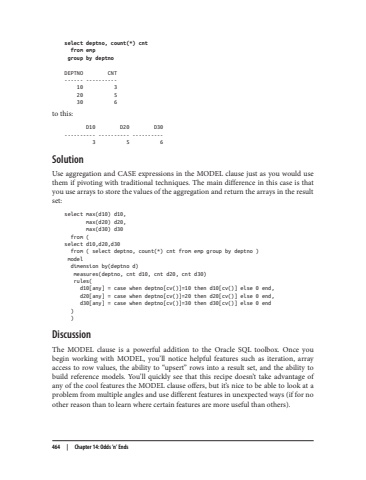 select deptno, count(*) cnt
from emp
group by deptno
DEPTNO CNT
------ ----------
10 3
20 5
30 6
to this:
D10 D20 D30
---------- ---------- ----------
3 5 6
Solution
Use aggregation and CASE expressions in the MODEL clause just as you would use
them if pivoting with traditional techniques. The main difference in this case is that
you use arrays to store the values of the aggregation and return the arrays in the result
set:
select max(d10) d10,
max(d20) d20,
max(d30) d30
from (
select d10,d20,d30
from ( select deptno, count(*) cnt from emp group by deptno )
model
dimension by(deptno d)
measures(deptno, cnt d10, cnt d20, cnt d30)
rules(
d10[any] = case when deptno[cv()]=10 then d10[cv()] else 0 end,
d20[any] = case when deptno[cv()]=20 then d20[cv()] else 0 end,
d30[any] = case when deptno[cv()]=30 then d30[cv()] else 0 end
)
)
Discussion
The MODEL clause is a powerful addition to the Oracle SQL toolbox. Once you
begin working with MODEL, you’ll notice helpful features such as iteration, array
access to row values, the ability to “upsert” rows into a result set, and the ability to
build reference models. You’ll quickly see that this recipe doesn’t take advantage of
any of the cool features the MODEL clause offers, but it’s nice to be able to look at a
problem from multiple angles and use different features in unexpected ways (if for no
other reason than to learn where certain features are more useful than others).
464 | Chapter 14: Odds 'n' Ends